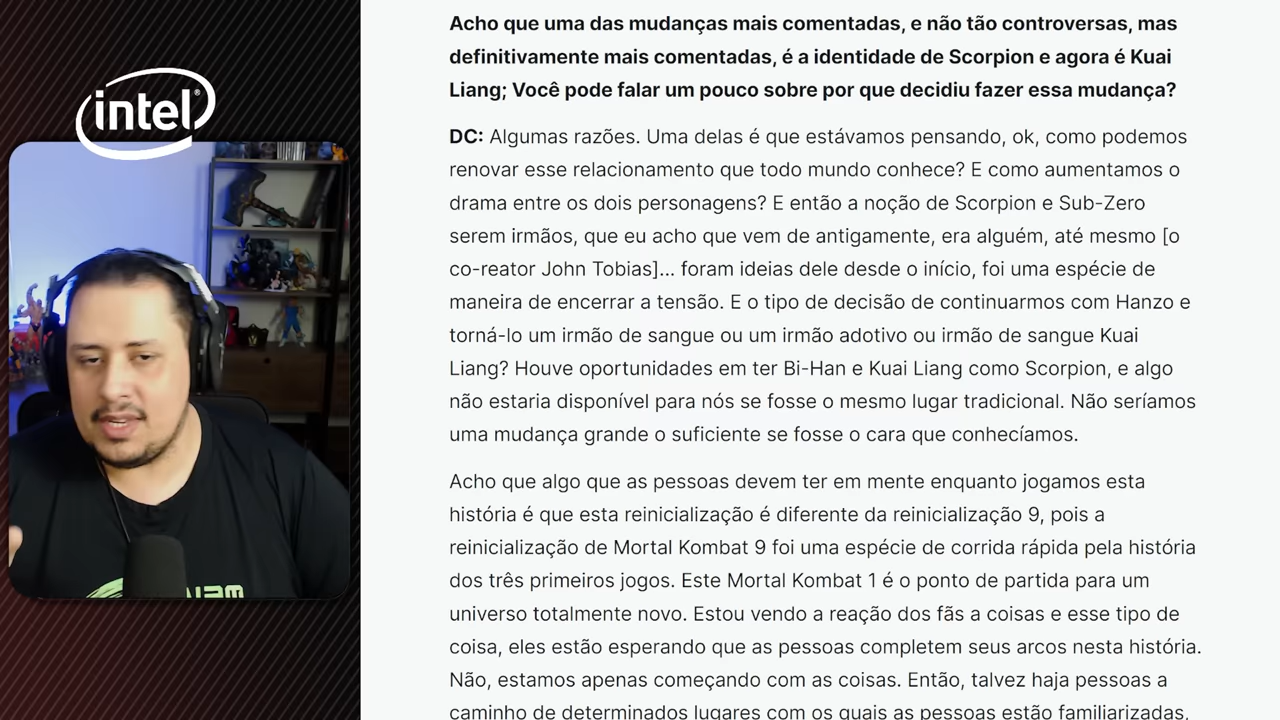 intel®
Acho que uma das mudanças mais comentadas, e não tão controversas, mas
definitivamente mais comentadas, é a identidade de Scorpion e agora é Kuai
Liang; Você pode falar um pouco sobre por que decidiu fazer essa mudança?
DC: Algumas razões. Uma delas é que estávamos pensando, ok, como podemos
renovar esse relacionamento que todo mundo conhece? E como aumentamos o
drama entre os dois personagens? E então a noção de Scorpion e Sub-Zero
serem irmãos, que eu acho que vem de antigamente, era alguém, até mesmo [o
co-reator John Tobias]... foram ideias dele desde o início, foi uma espécie de
maneira de encerrar a tensão. E o tipo de decisão de continuarmos com Hanzo e
torná-lo um irmão de sangue ou um irmão adotivo ou irmão de sangue Kuai
Liang? Houve oportunidades em ter Bi-Han e Kuai Liang como Scorpion, e algo
não estaria disponível para nós se fosse o mesmo lugar tradicional. Não seríamos
uma mudança grande o suficiente se fosse o cara que conhecíamos.
Acho que algo que as pessoas devem ter em mente enquanto jogamos esta
história é que esta reinicialização é diferente da reinicialização 9, pois a
reinicialização de Mortal Kombat 9 foi uma espécie de corrida rápida pela história
dos três primeiros jogos. Este Mortal Kombat 1 é o ponto de partida para um
universo totalmente novo. Estou vendo a reação dos fãs a coisas e esse tipo de
coisa, eles estão esperando que as pessoas completem seus arcos nesta história.
Não, estamos apenas começando com as coisas. Então, talvez haja pessoas a
caminho de determinados lugares com os quais as pessoas estão familiarizadas,